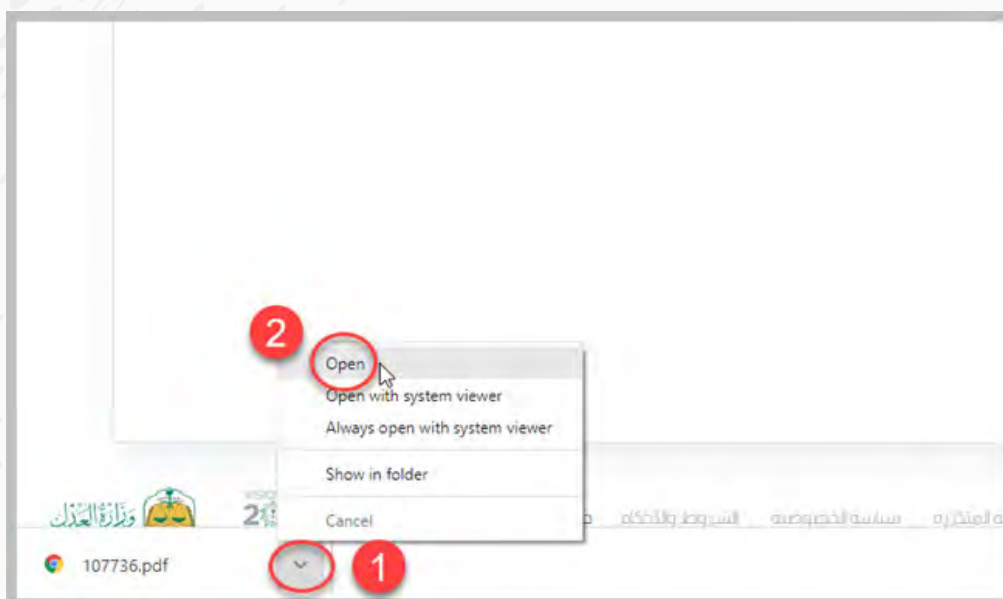 2
Open
Open with system viewer
Always open with system viewer
Show in folder
Cancel
وزارة العدل
الشروط والأحكام
سياسة الخصوصية
107736.pdf
1